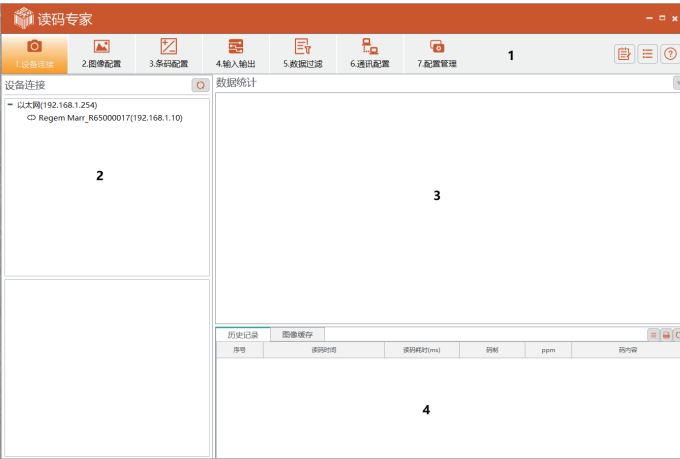 读码专家
1.设备连接 2.图像配置 3.条码配置 4.输入输出 5.数据过滤 6.通讯配置 7.配置管理 1
设备连接
数据统计
以太网(192.168.1.254)
Regem Marr_R65000017(192.168.1.10)
2
3
历史记录 图像缓存
序号 读码时间 读码耗时(ms) 码制 ppm 码内容
4